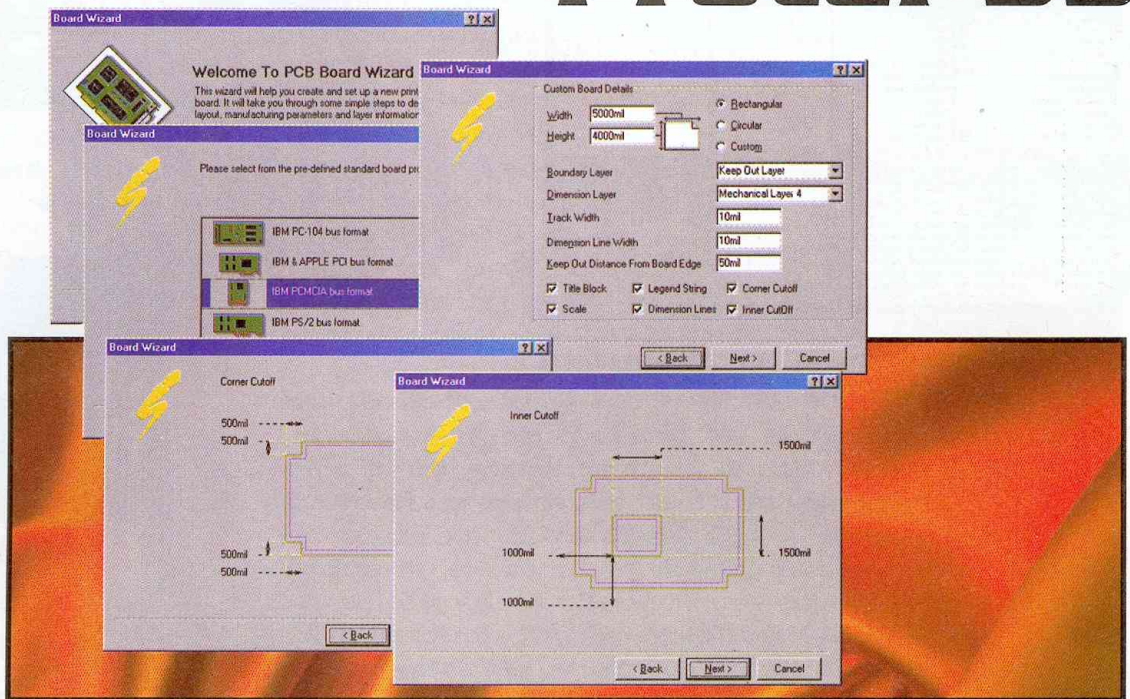 Board Wizard
Welcome To PCB Board Wizard
This wizard will help you create and set up a new print
board. It will take you through some simple steps to de
layout, manufacturing parameters and layer information
Board Wizard
Please select from the pre-defined standard board pr
IBM PC-104 bus format
IBM & APPLE PCI bus format
IBM PCMCIA bus format
IBM PS/2 bus format
Board Wizard
Custom Board Details
Width 5000mil
Height 4000mil
Rectangular
Circular
Custom
Boundary Layer Keep Out Layer
Dimension Layer Mechanical Layer 4
Track Width 10mil
Dimension Line Width 10mil
Keep Out Distance From Board Edge 50mil
Title Block Legend String Corner Cutoff
Scale Dimension Lines Inner CutOff
< Back Next > Cancel
Board Wizard
Corner Cutoff
500mil
500mil
500mil
500mil
< Back
Board Wizard
Inner Cutoff
1500mil
1000mil
1500mil
1000mil
< Back Next > Cancel